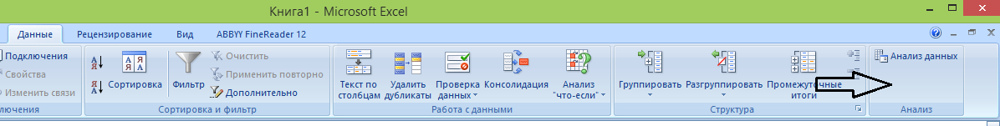 Книга1 - Microsoft Excel
Данные Рецензирование Вид ABBYY FineReader 12
Подключения
Свойства
Изменить связи
Сортировка
Фильтр
Очистить
Применить повторно
Дополнительно
Сортировка и фильтр
Текст по столбцам
Удалить дубликаты
Проверка данных
Консолидация
Анализ "что-если"
Работа с данными
Группировать
Разгруппировать
Промежуточные итоги
Структура
Анализ данных
Анализ